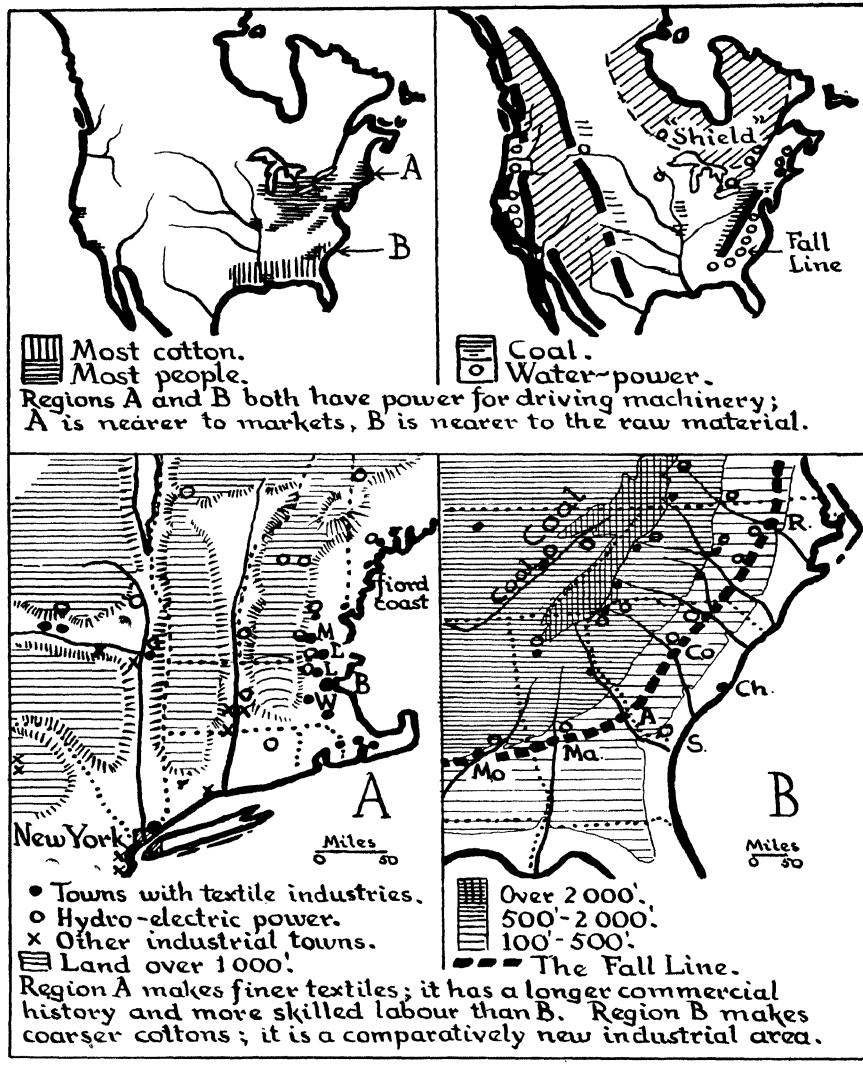 A
B
Most cotton.
Most people.
"Shield"
Fall
Line
Coal.
Water-power.
Regions A and B both have power for driving machinery;
A is nearer to markets, B is nearer to the raw material.
fiord
coast
M
L
L
B
W
A
New York
Miles
0 50
Coal
Coal
R.
Co.
Ch.
A
S.
Ma.
Mo
B
Miles
0 50
• Towns with textile industries.
o Hydro-electric power.
x Other industrial towns.
Land over 1000'.
Over 2000'.
500'-2000'.
100'-500'.
The Fall Line.
Region A makes finer textiles; it has a longer commercial
history and more skilled labour than B. Region B makes
coarser cottons; it is a comparatively new industrial area.